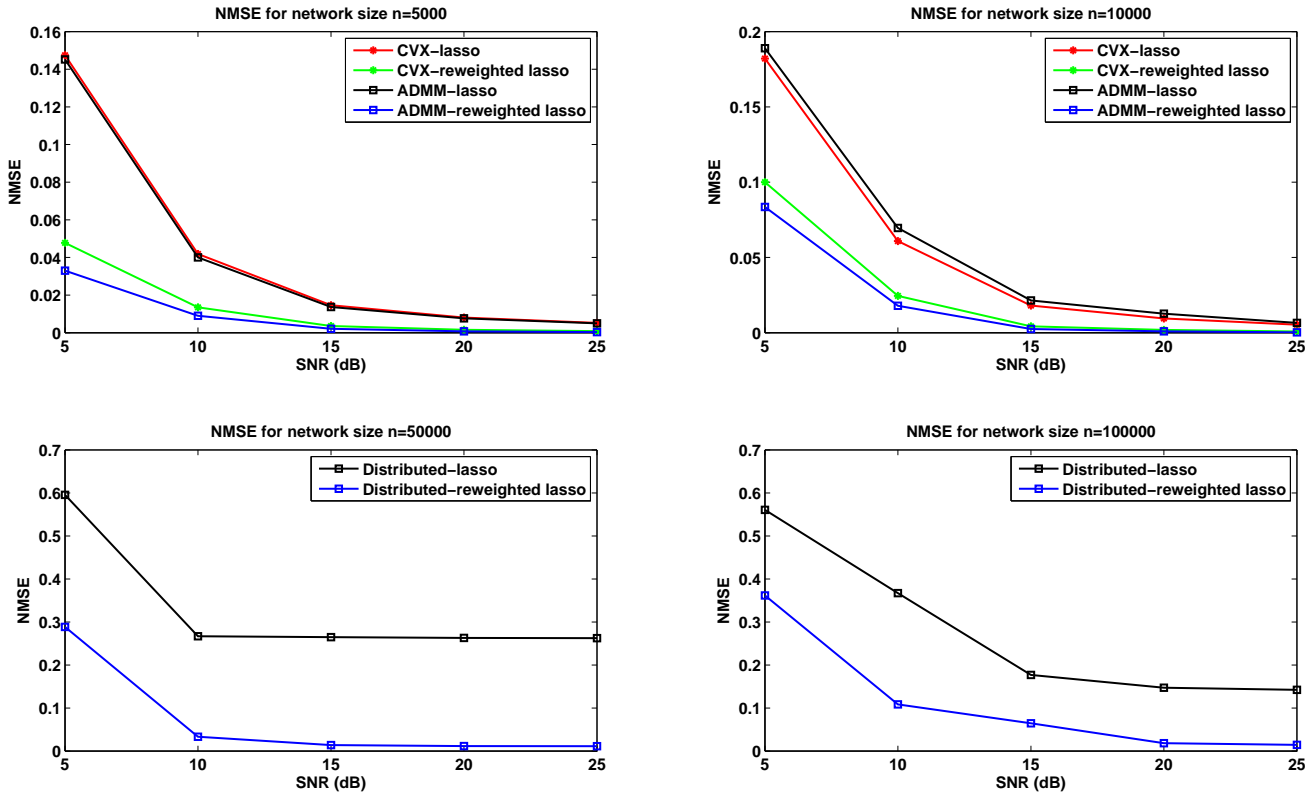 NMSE for network size n=5000
0.16
0.14
0.12
0.1
0.08
0.06
0.04
0.02
0
NMSE
5
10
15
20
25
SNR (dB)
CVX−lasso
CVX−reweighted lasso
ADMM−lasso
ADMM−reweighted lasso
NMSE for network size n=10000
0.2
0.15
0.1
0.05
0
NMSE
5
10
15
20
25
SNR (dB)
CVX−lasso
CVX−reweighted lasso
ADMM−lasso
ADMM−reweighted lasso
NMSE for network size n=50000
0.7
0.6
0.5
0.4
0.3
0.2
0.1
0
NMSE
5
10
15
20
25
SNR (dB)
Distributed−lasso
Distributed−reweighted lasso
NMSE for network size n=100000
0.7
0.6
0.5
0.4
0.3
0.2
0.1
0
NMSE
5
10
15
20
25
SNR (dB)
Distributed−lasso
Distributed−reweighted lasso